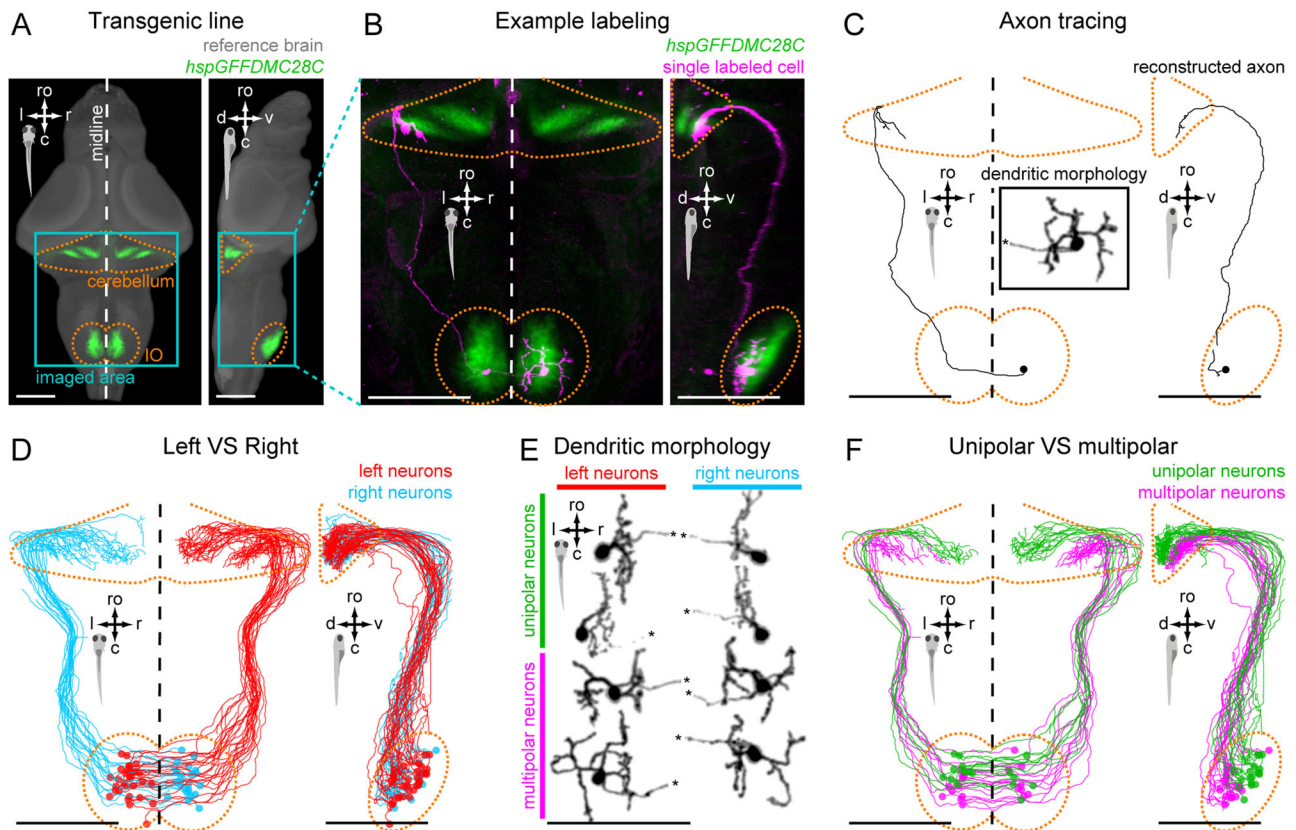 A
Transgenic line
reference brain
hspGFFDMC28C
ro
l
r
c
midline
ro
d
v
c
cerebellum
IO
imaged area
B
Example labeling
hspGFFDMC28C
single labeled cell
ro
l
r
c
ro
d
v
c
C
Axon tracing
reconstructed axon
ro
l
r
c
dendritic morphology
*
ro
d
v
c
D
Left VS Right
left neurons
right neurons
ro
l
r
c
ro
d
v
c
E
Dendritic morphology
left neurons
right neurons
unipolar neurons
multipolar neurons
ro
l
r
c
* *
* *
* *
* *
F
Unipolar VS multipolar
unipolar neurons
multipolar neurons
ro
l
r
c
ro
d
v
c